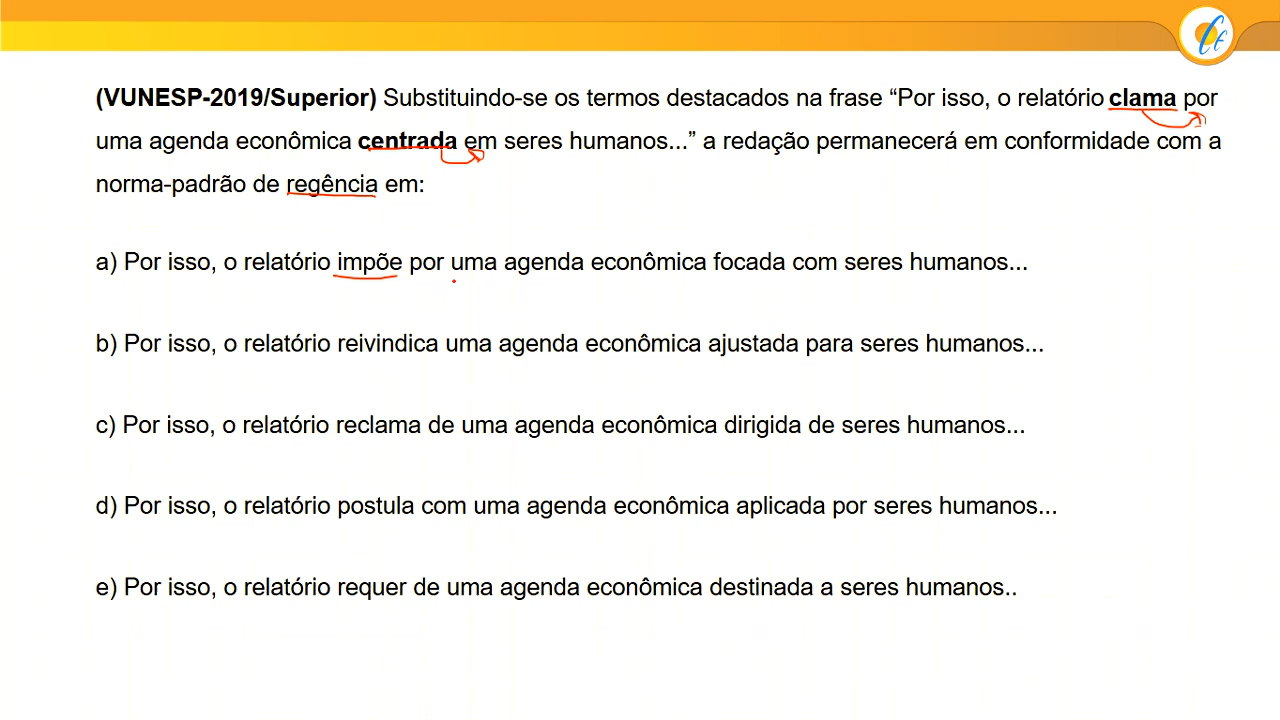 (VUNESP-2019/Superior) Substituindo-se os termos destacados na frase “Por isso, o relatório clama por
uma agenda econômica centrada em seres humanos...” a redação permanecerá em conformidade com a
norma-padrão de regência em:
a) Por isso, o relatório impõe por uma agenda econômica focada com seres humanos...
b) Por isso, o relatório reivindica uma agenda econômica ajustada para seres humanos...
c) Por isso, o relatório reclama de uma agenda econômica dirigida de seres humanos...
d) Por isso, o relatório postula com uma agenda econômica aplicada por seres humanos...
e) Por isso, o relatório requer de uma agenda econômica destinada a seres humanos..